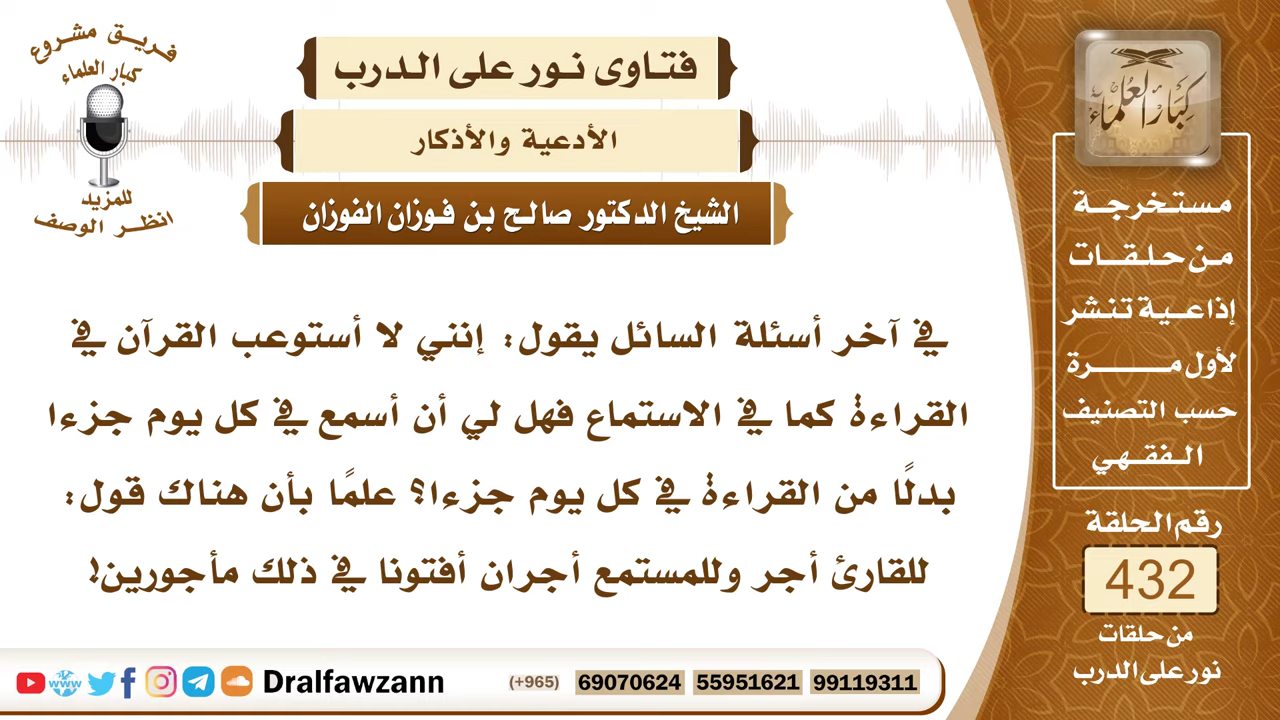 فريق مشروع
كبار العلماء
للمزيد
انظر الوصف
فتاوى نور على الدرب
الأدعية والأذكار
الشيخ الدكتور صالح بن فوزان الفوزان
في آخر أسئلة السائل يقول: إنني لا أستوعب القرآن في
القراءة كما في الاستماع فهل لي أن أسمع في كل يوم جزءا
بدلًا من القراءة في كل يوم جزءا؟ علمًا بأن هناك قول:
للقارئ أجر وللمستمع أجران أفتونا في ذلك مأجورين!
كبار العلماء
مستخرجة
من حلقات
إذاعية تنشر
لأول مرة
حسب التصنيف
الفقهي
رقم الحلقة
432
من حلقات
نور على الدرب
www
Dralfawzann
(+965) 69070624 55951621 99119311